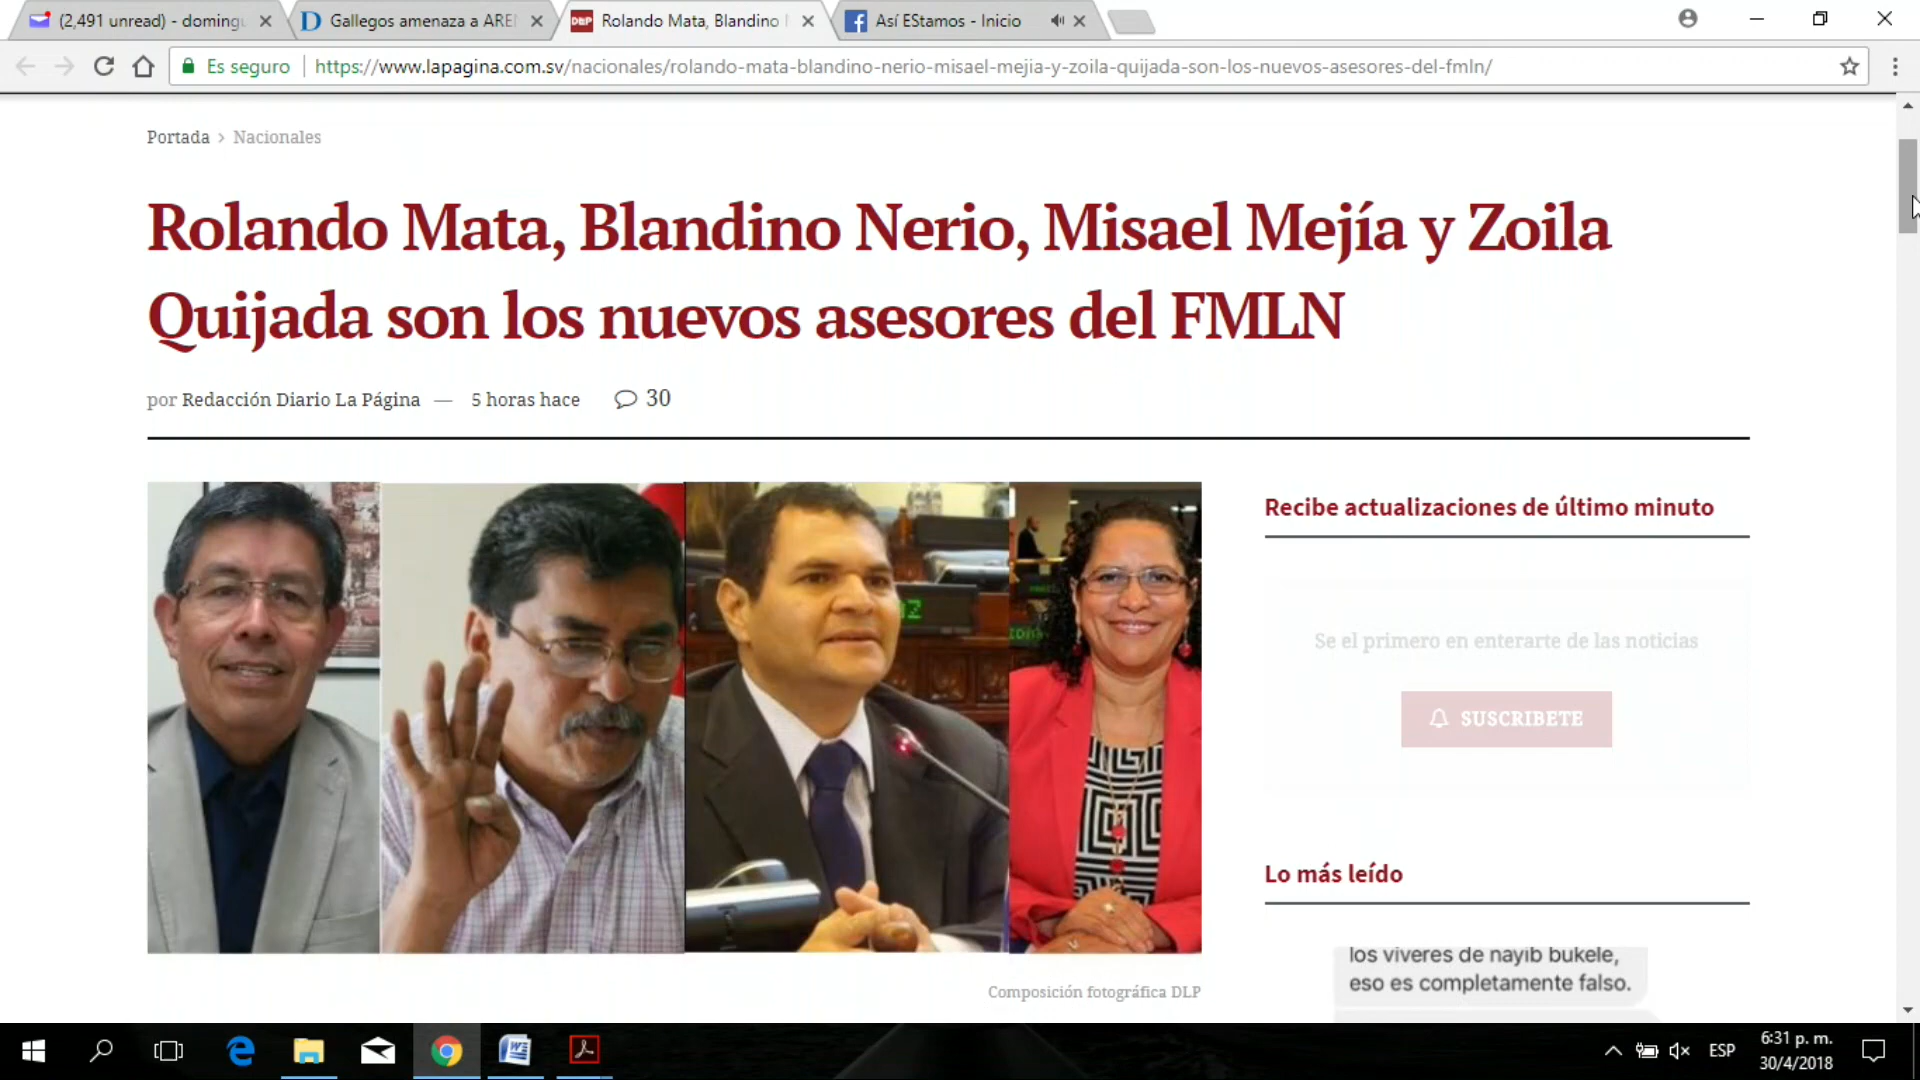 (2,491 unread) - doming
Gallegos amenaza a ARE
Rolando Mata, Blandino
Así EStamos - Inicio
Es seguro
https://www.lapagina.com.sv/nacionales/rolando-mata-blandino-nerio-misael-mejia-y-zoila-quijada-son-los-nuevos-asesores-del-fmln/
Portada > Nacionales
Rolando Mata, Blandino Nerio, Misael Mejía y Zoila
Quijada son los nuevos asesores del FMLN
por Redacción Diario La Página — 5 horas hace 30
Recibe actualizaciones de último minuto
Se el primero en enterarte de las noticias
SUSCRIBETE
Lo más leído
los viveres de nayib bukele,
eso es completamente falso.
Composición fotográfica DLP
ESP
6:31 p. m.
30/4/2018